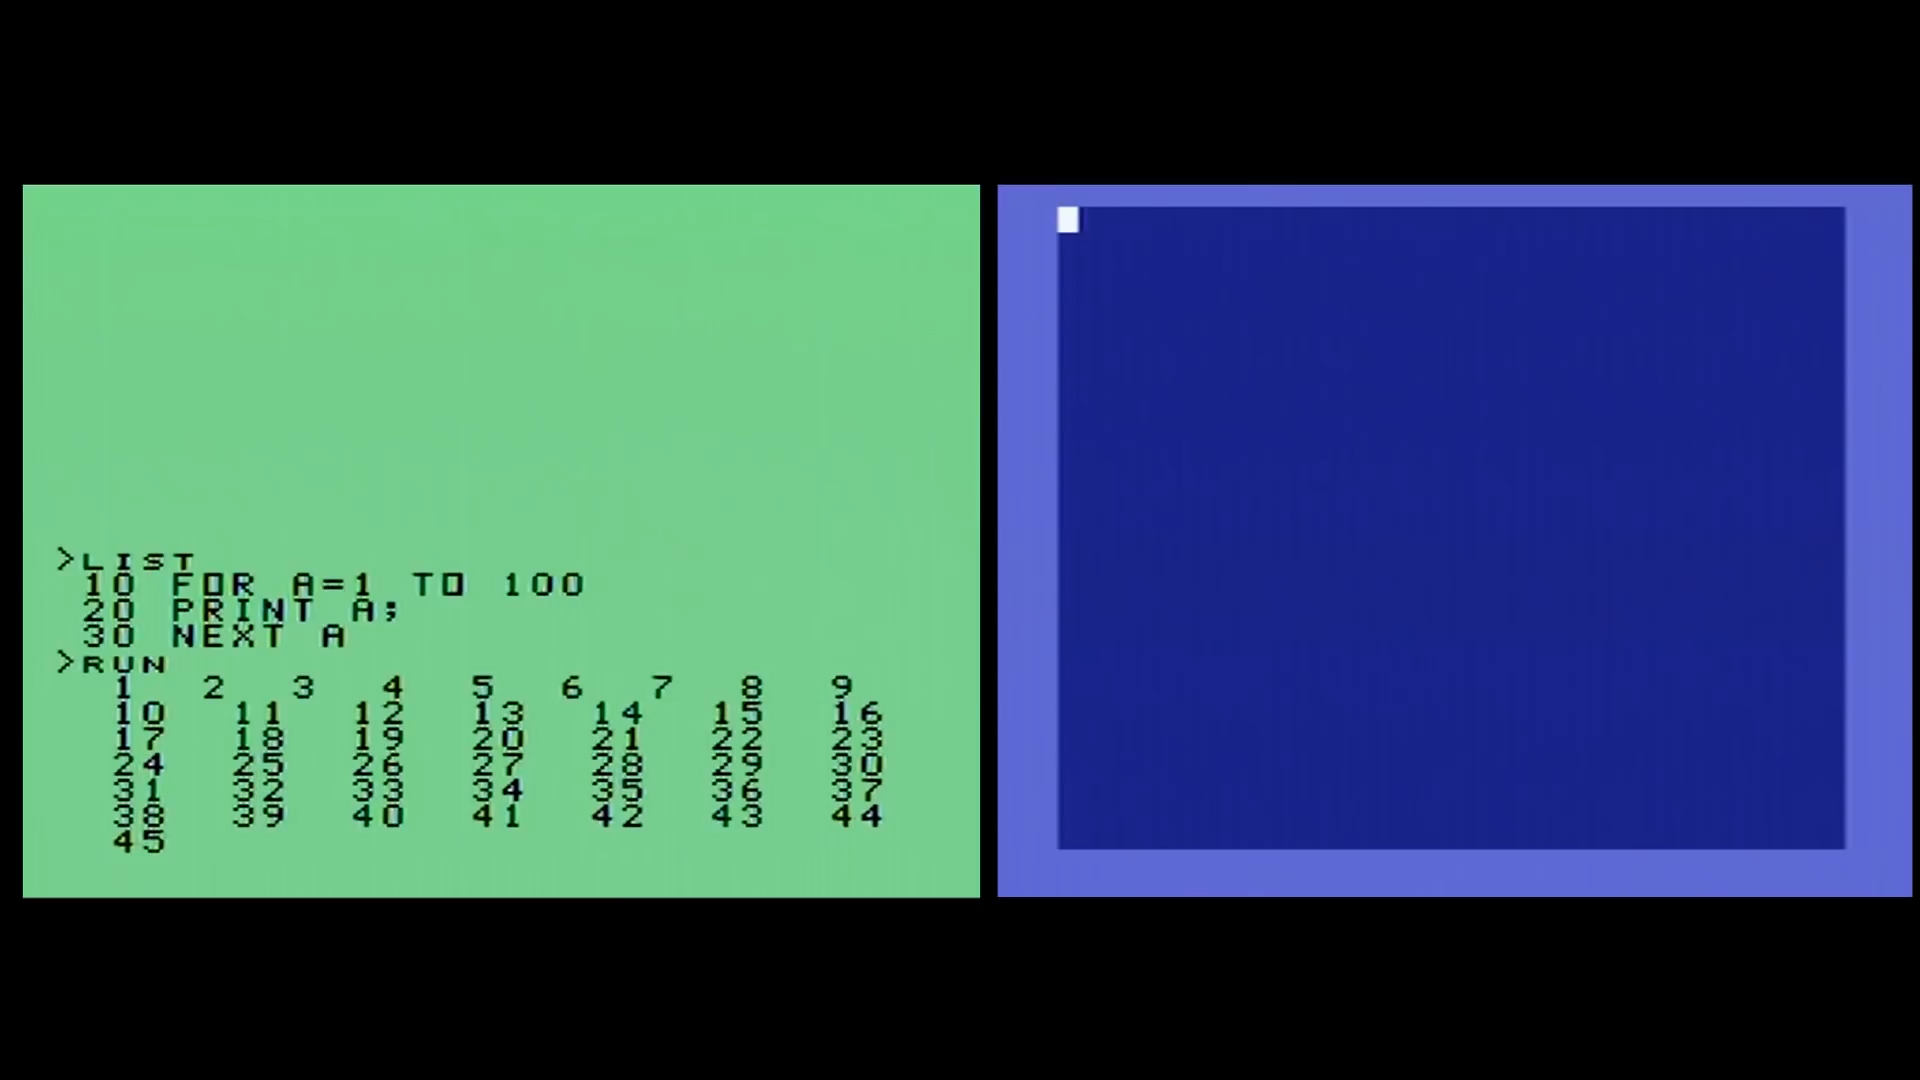 >LIST
10 FOR A=1 TO 100
20 PRINT A;
30 NEXT A
>RUN
1 2 3 4 5 6 7 8 9
10 11 12 13 14 15 16
17 18 19 20 21 22 23
24 25 26 27 28 29 30
31 32 33 34 35 36 37
38 39 40 41 42 43 44
45